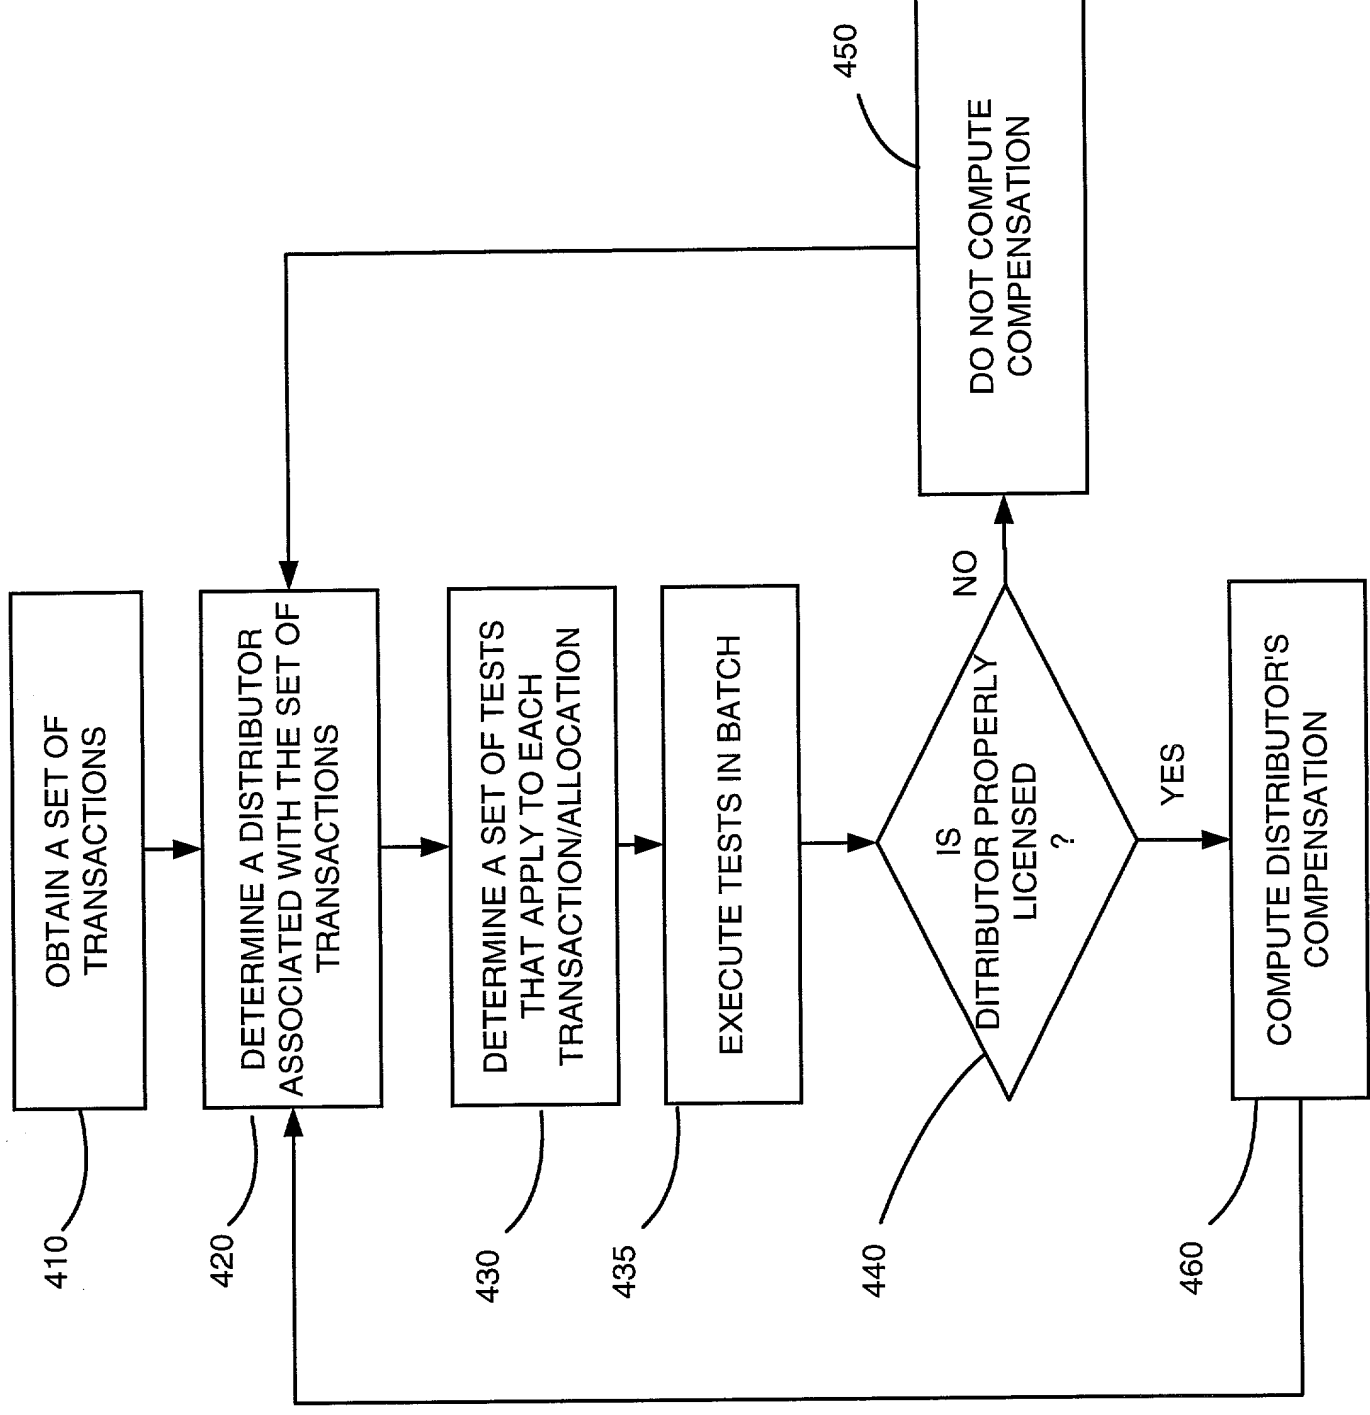 410
OBTAIN A SET OF
TRANSACTIONS
420
DETERMINE A DISTRIBUTOR
ASSOCIATED WITH THE SET OF
TRANSACTIONS
430
DETERMINE A SET OF TESTS
THAT APPLY TO EACH
TRANSACTION/ALLOCATION
435
EXECUTE TESTS IN BATCH
440
IS
DITRIBUTOR PROPERLY
LICENSED
?
NO
450
DO NOT COMPUTE
COMPENSATION
YES
460
COMPUTE DISTRIBUTOR'S
COMPENSATION